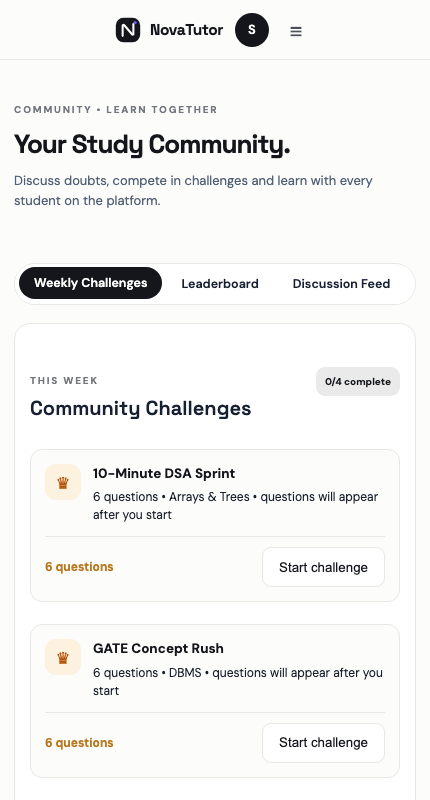 NovaTutor
S
COMMUNITY • LEARN TOGETHER
Your Study Community.
Discuss doubts, compete in challenges and learn with every
student on the platform.
Weekly Challenges
Leaderboard
Discussion Feed
THIS WEEK
0/4 complete
Community Challenges
10-Minute DSA Sprint
6 questions • Arrays & Trees • questions will appear
after you start
6 questions
Start challenge
GATE Concept Rush
6 questions • DBMS • questions will appear after you
start
6 questions
Start challenge